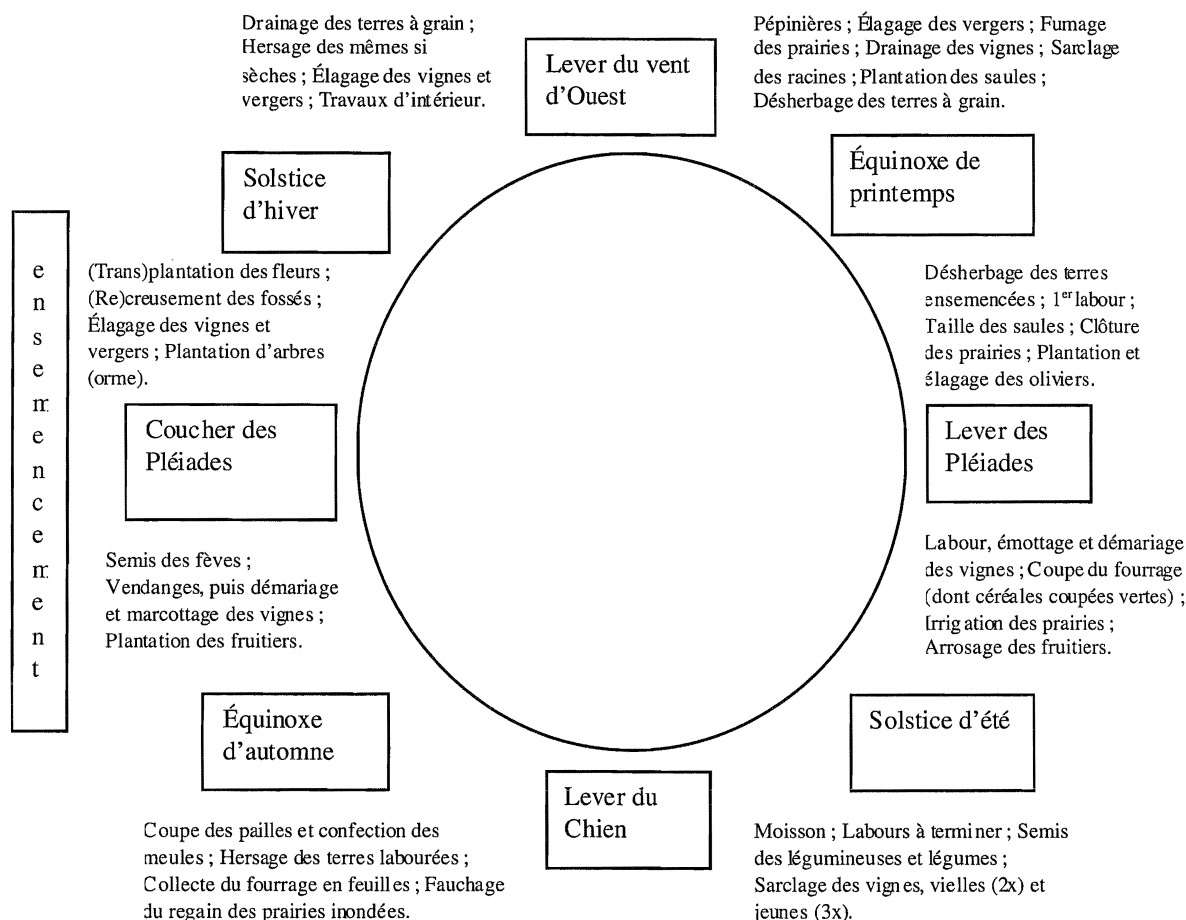 Drainage des terres à grain ;
Hersage des mêmes si
sèches ; Élagage des vignes et
vergers ; Travaux d'intérieur.
Lever du vent
d'Ouest
Pépinières ; Élagage des vergers ; Fumage
des prairies ; Drainage des vignes ; Sarclage
des racines ; Plantation des saules ;
Désherbage des terres à grain.
Solstice
d'hiver
Équinoxe de
printemps
ensemencement
(Trans)plantation des fleurs ;
(Re)creusement des fossés ;
Élagage des vignes et
vergers ; Plantation d'arbres
(orme).
Désherbage des terres
ensemencées ; 1er labour ;
Taille des saules ; Clôture
des prairies ; Plantation et
élagage des oliviers.
Coucher des
Pléiades
Lever des
Pléiades
Semis des fèves ;
Vendanges, puis démariage
et marcottage des vignes ;
Plantation des fruitiers.
Labour, émottage et démariage
des vignes ; Coupe du fourrage
(dont céréales coupées vertes) ;
Irrigation des prairies ;
Arrosage des fruitiers.
Équinoxe
d'automne
Lever du
Chien
Solstice d'été
Coupe des pailles et confection des
meules ; Hersage des terres labourées ;
Collecte du fourrage en feuilles ; Fauchage
du regain des prairies inondées.
Moisson ; Labours à terminer ; Semis
des légumineuses et légumes ;
Sarclage des vignes, vielles (2x) et
jeunes (3x).